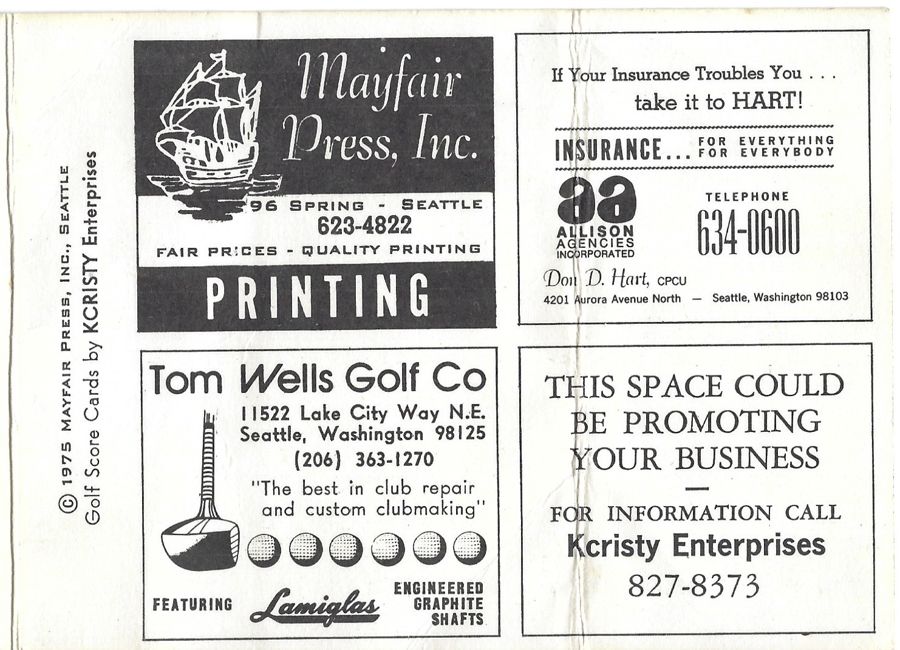 © 1975 MAYFAIR PRESS, INC., SEATTLE
Golf Score Cards by KCRISTY Enterprises
Mayfair
Press, Inc.
96 SPRING - SEATTLE
623-4822
FAIR PRICES - QUALITY PRINTING
PRINTING
If Your Insurance Troubles You . . .
take it to HART!
INSURANCE... FOR EVERYTHING
FOR EVERYBODY
aa
ALLISON
AGENCIES
INCORPORATED
TELEPHONE
634-0600
Don D. Hart, CPCU
4201 Aurora Avenue North — Seattle, Washington 98103
Tom Wells Golf Co
11522 Lake City Way N.E.
Seattle, Washington 98125
(206) 363-1270
"The best in club repair
and custom clubmaking"
FEATURING Lamiglas ENGINEERED
GRAPHITE
SHAFTS
THIS SPACE COULD
BE PROMOTING
YOUR BUSINESS
—
FOR INFORMATION CALL
Kcristy Enterprises
827-8373